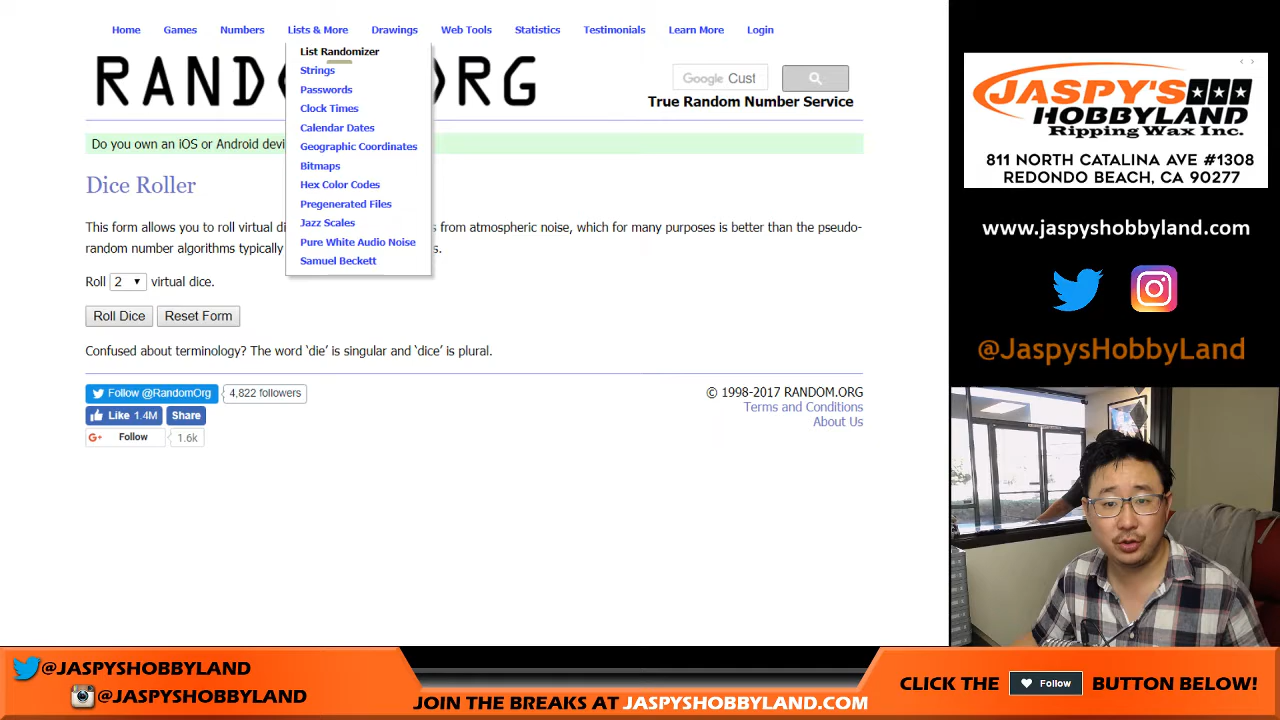 Home Games Numbers Lists & More Drawings Web Tools Statistics Testimonials Learn More Login
List Randomizer
Strings
Passwords
Clock Times
Calendar Dates
Geographic Coordinates
Bitmaps
Hex Color Codes
Pregenerated Files
Jazz Scales
Pure White Audio Noise
Samuel Beckett
RAND RG
Google Cust
True Random Number Service
Do you own an iOS or Android devi
Dice Roller
This form allows you to roll virtual di s from atmospheric noise, which for many purposes is better than the pseudo-
random number algorithms typically s.
Roll 2 virtual dice.
Roll Dice Reset Form
Confused about terminology? The word ‘die’ is singular and ‘dice’ is plural.
Follow @RandomOrg 4,822 followers
Like 1.4M Share
G+ Follow 1.6k
© 1998-2017 RANDOM.ORG
Terms and Conditions
About Us
JASPY'S
HOBBYLAND
Ripping Wax Inc.
811 NORTH CATALINA AVE #1308
REDONDO BEACH, CA 90277
www.jaspyshobbyland.com
@JaspysHobbyLand
@JASPYSHOBBYLAND
@JASPYSHOBBYLAND
JOIN THE BREAKS AT JASPYSHOBBYLAND.COM
CLICK THE Follow BUTTON BELOW!